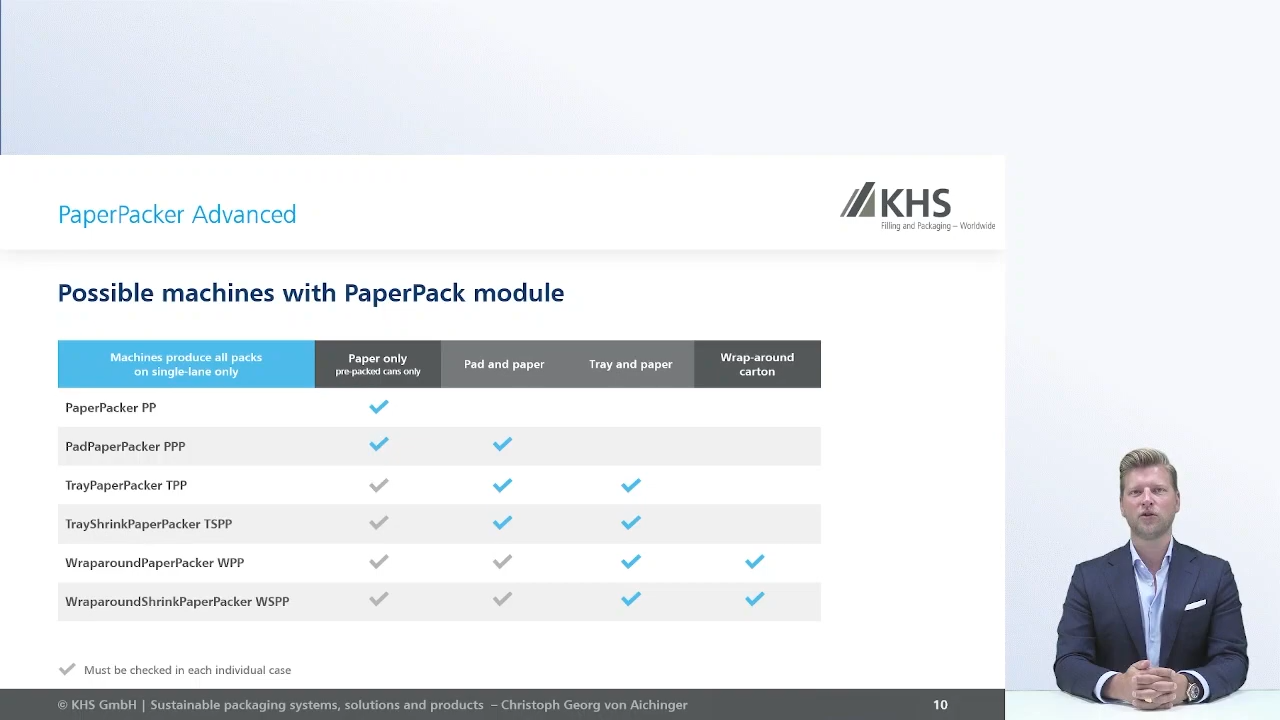 PaperPacker Advanced
KHS
Filling and Packaging – Worldwide
Possible machines with PaperPack module
Machines produce all packs
on single-lane only
Paper only
pre-packed cans only
Pad and paper
Tray and paper
Wrap-around
carton
PaperPacker PP
PadPaperPacker PPP
TrayPaperPacker TPP
TrayShrinkPaperPacker TSPP
WraparoundPaperPacker WPP
WraparoundShrinkPaperPacker WSPP
Must be checked in each individual case
© KHS GmbH | Sustainable packaging systems, solutions and products – Christoph Georg von Aichinger
10